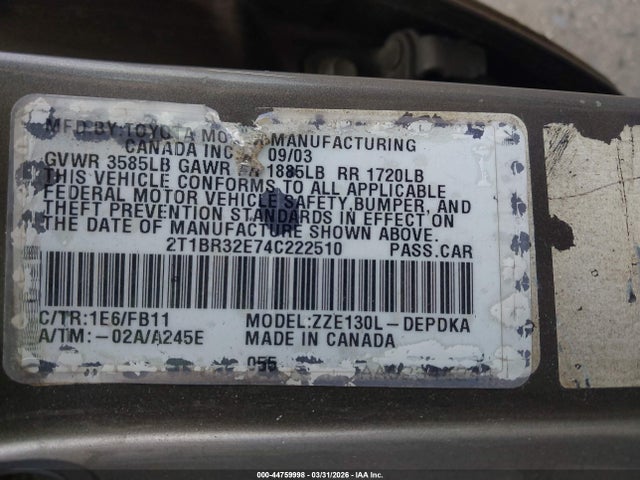 MFD BY:TOYOTA MOTOR MANUFACTURING
CANADA INC 09/03
GVWR 3585LB GAWR FR 1885LB RR 1720LB
THIS VEHICLE CONFORMS TO ALL APPLICABLE
FEDERAL MOTOR VEHICLE SAFETY,BUMPER, AND
THEFT PREVENTION STANDARDS IN EFFECT ON
THE DATE OF MANUFACTURE SHOWN ABOVE.
2T1BR32E74C222510 PASS.CAR
C/TR:1E6/FB11 MODEL:ZZE130L-DEPDKA
A/TM:-02A/A245E MADE IN CANADA
055
000-44759998 - 03/31/2026 - IAA Inc.